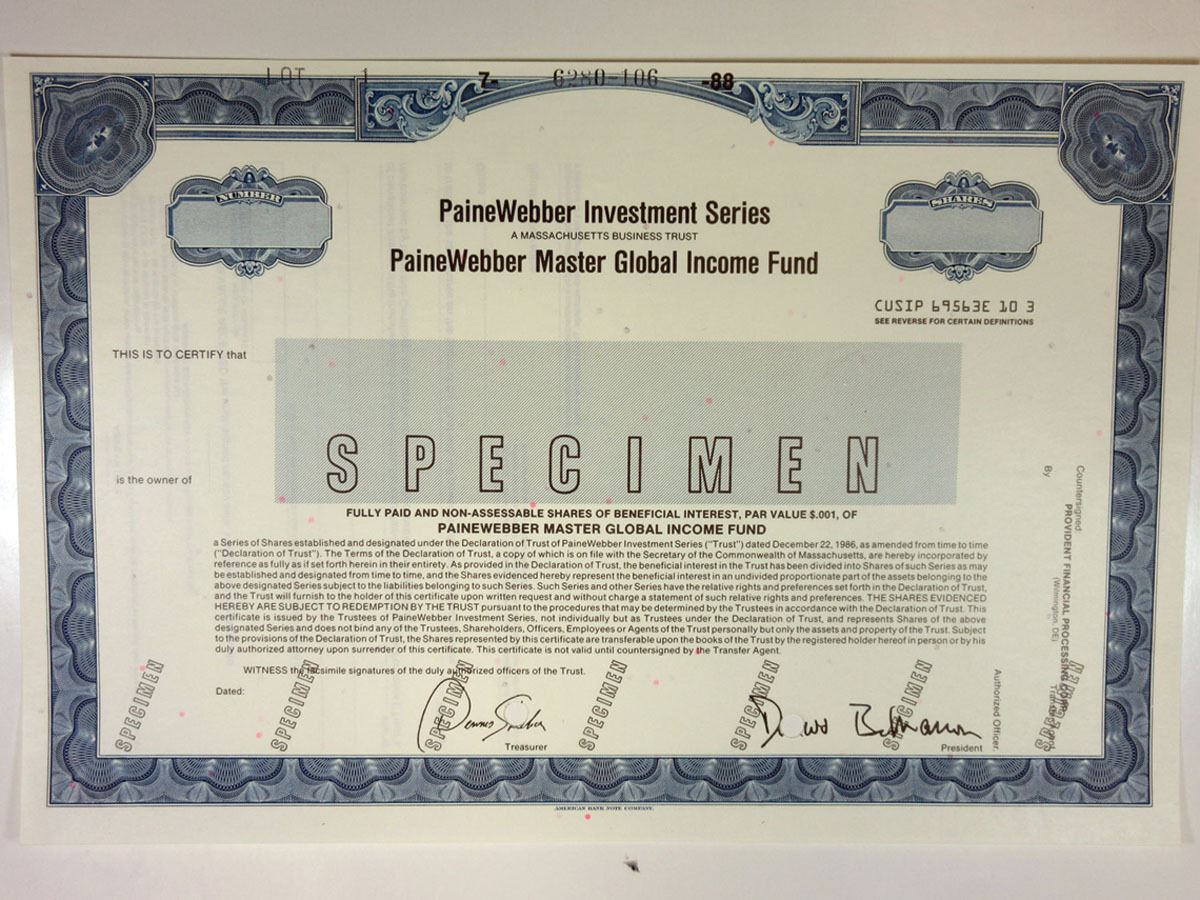 LOT 1 7- 6280-106 -88
NUMBER
SHARES
PaineWebber Investment Series
A MASSACHUSETTS BUSINESS TRUST
PaineWebber Master Global Income Fund
CUSIP 69563E 10 3
SEE REVERSE FOR CERTAIN DEFINITIONS
THIS IS TO CERTIFY that
SPECIMEN
is the owner of
FULLY PAID AND NON-ASSESSABLE SHARES OF BENEFICIAL INTEREST, PAR VALUE $.001, OF
PAINEWEBBER MASTER GLOBAL INCOME FUND
a Series of Shares established and designated under the Declaration of Trust of PaineWebber Investment Series ("Trust") dated December 22, 1986, as amended from time to time
("Declaration of Trust"). The Terms of the Declaration of Trust, a copy of which is on file with the Secretary of the Commonwealth of Massachusetts, are hereby incorporated by
reference as fully as if set forth herein in their entirety. As provided in the Declaration of Trust, the beneficial interest in the Trust has been divided into Shares of such Series as may
be established and designated from time to time, and the Shares evidenced hereby represent the beneficial interest in an undivided proportionate part of the assets belonging to the
above designated Series subject to the liabilities belonging to such Series. Such Series and other Series have the relative rights and preferences set forth in the Declaration of Trust,
and the Trust will furnish to the holder of this certificate upon written request and without charge a statement of such relative rights and preferences. THE SHARES EVIDENCED
HEREBY ARE SUBJECT TO REDEMPTION BY THE TRUST pursuant to the procedures that may be determined by the Trustees in accordance with the Declaration of Trust. This
certificate is issued by the Trustees of PaineWebber Investment Series, not individually but as Trustees under the Declaration of Trust, and represents Shares of the above
designated Series and does not bind any of the Trustees, Shareholders, Officers, Employees or Agents of the Trust personally but only the assets and property of the Trust. Subject
to the provisions of the Declaration of Trust, the Shares represented by this certificate are transferable upon the books of the Trust by the registered holder hereof in person or by his
duly authorized attorney upon surrender of this certificate. This certificate is not valid until countersigned by the Transfer Agent.
WITNESS the facsimile signatures of the duly authorized officers of the Trust.
Dated:
SPECIMEN
SPECIMEN
SPECIMEN
SPECIMEN
SPECIMEN
SPECIMEN
SPECIMEN
Treasurer
President
Countersigned
PROVIDENT FINANCIAL PROCESSING CORP.
(Wilmington, DE)
Transfer Agent
By
Authorized Officer.
AMERICAN BANK NOTE COMPANY.